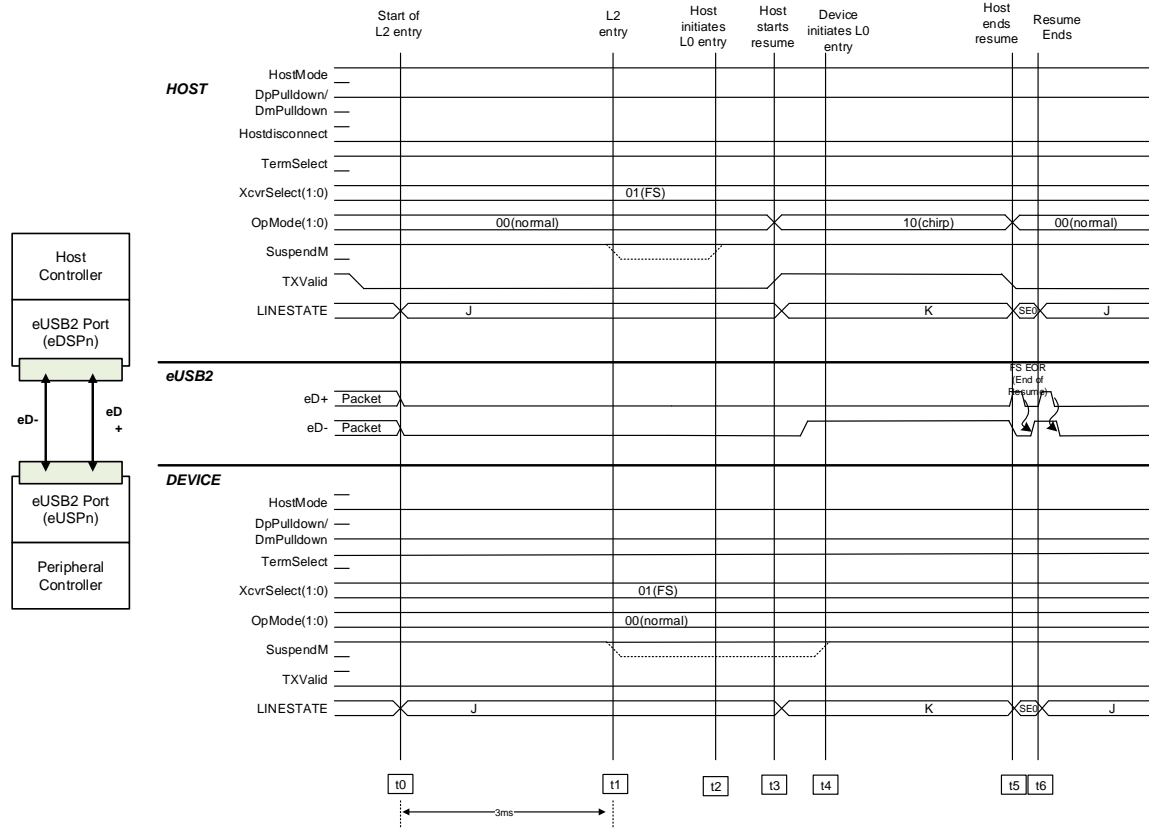 Start of
L2 entry
L2
entry
Host
initiates
L0 entry
Host
starts
resume
Device
initiates L0
entry
Host
ends
resume
Resume
Ends
HOST
HostMode
DpPulldown/
DmPulldown
Hostdisconnect
TermSelect
XcvrSelect(1:0)
01(FS)
OpMode(1:0)
00(normal)
10(chirp)
00(normal)
SuspendM
TXValid
LINESTATE
J
K
SE0
J
Host
Controller
eUSB2 Port
(eDSPn)
eD-
eD
+
eUSB2 Port
(eUSPn)
Peripheral
Controller
eUSB2
FS EOR
(End of
Resume)
eD+
Packet
eD-
Packet
DEVICE
HostMode
DpPulldown/
DmPulldown
TermSelect
XcvrSelect(1:0)
01(FS)
OpMode(1:0)
00(normal)
SuspendM
TXValid
LINESTATE
J
K
SE0
J
t0
t1
t2
t3
t4
t5
t6
3ms